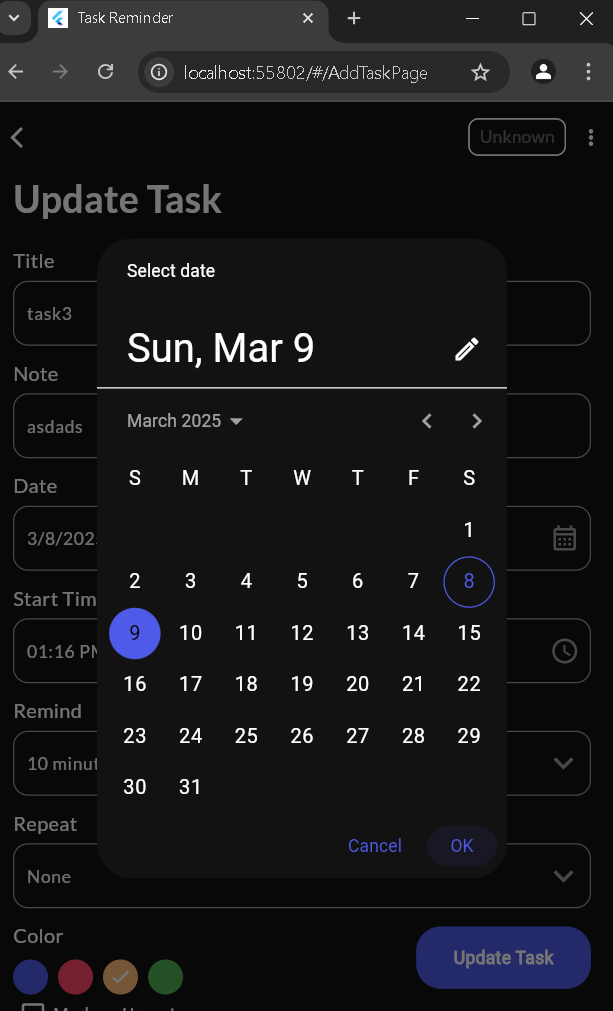 Task Reminder
localhost:55802/#/AddTaskPage
Unknown
Update Task
Title
task3
Note
asdads
Date
3/8/202
Start Tim
01:16 P
Remind
10 minut
Repeat
None
Color
Update Task
Select date
Sun, Mar 9
March 2025
S M T W T F S
1
2 3 4 5 6 7 8
9 10 11 12 13 14 15
16 17 18 19 20 21 22
23 24 25 26 27 28 29
30 31
Cancel OK